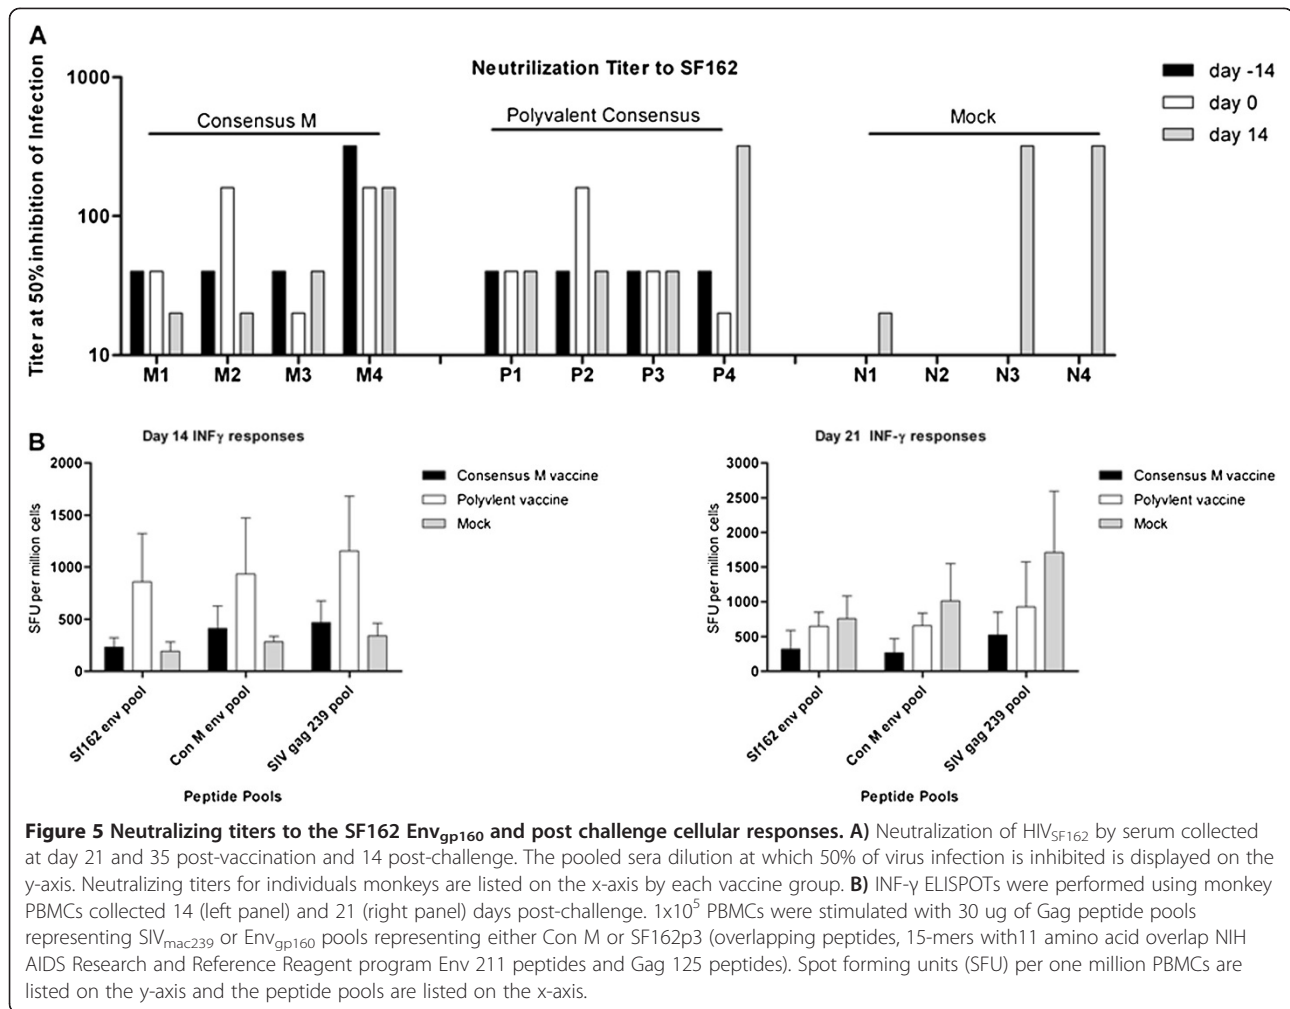 A
Neutrilization Titer to SF162
day -14
day 0
day 14
Consensus M
Polyvalent Consensus
Mock
Titer at 50% inhibition of Infection
1000
100
10
M1 M2 M3 M4 P1 P2 P3 P4 N1 N2 N3 N4
B
Day 14 INFγ responses
SFU per million cells
2000
1500
1000
500
0
Consensus M vaccine
Polyvlent vaccine
Mock
Sf162 env pool
Con M env pool
SIV gag 239 pool
Peptide Pools
Day 21 INF-γ responses
SFU per million cells
3000
2500
2000
1500
1000
500
0
Consensus M vaccine
Polyvlent vaccine
Mock
Sf162 env pool
Con M env pool
SIV gag 239 pool
Peptide Pools
Figure 5 Neutralizing titers to the SF162 Envgp160 and post challenge cellular responses. A) Neutralization of HIVSF162 by serum collected
at day 21 and 35 post-vaccination and 14 post-challenge. The pooled sera dilution at which 50% of virus infection is inhibited is displayed on the
y-axis. Neutralizing titers for individuals monkeys are listed on the x-axis by each vaccine group. B) INF-γ ELISPOTs were performed using monkey
PBMCs collected 14 (left panel) and 21 (right panel) days post-challenge. 1x10⁵ PBMCs were stimulated with 30 ug of Gag peptide pools
representing SIVmac239 or Envgp160 pools representing either Con M or SF162p3 (overlapping peptides, 15-mers with11 amino acid overlap NIH
AIDS Research and Reference Reagent program Env 211 peptides and Gag 125 peptides). Spot forming units (SFU) per one million PBMCs are
listed on the y-axis and the peptide pools are listed on the x-axis.